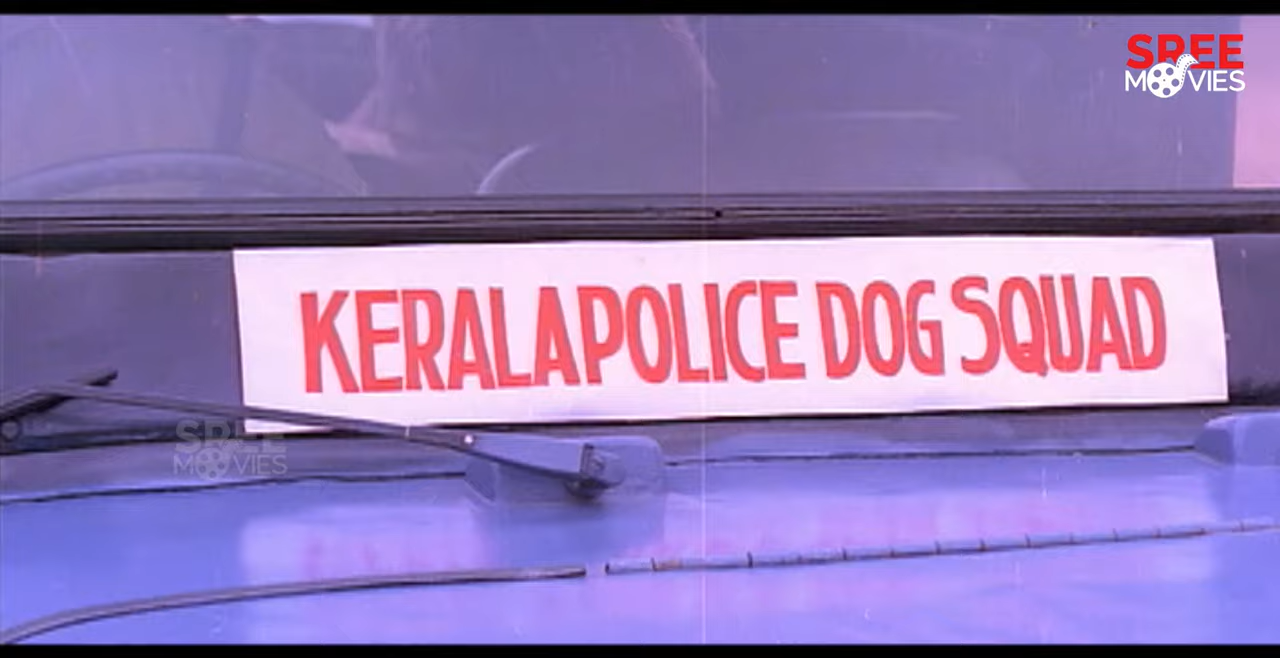 SREE
MOVIES
KERALAPOLICE DOG SQUAD
SREE
MOVIES